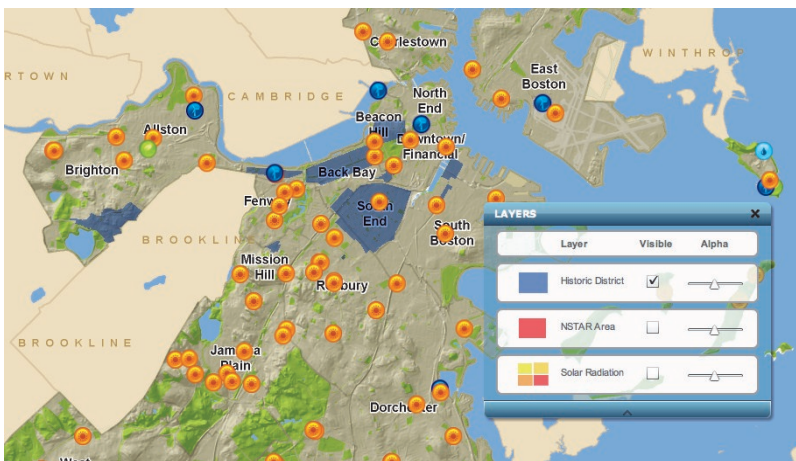 Charlestown
WINTHROP
RTOWN
East
Boston
CAMBRIDGE
North
End
Beacon
Hill
Allston
Downtown/
Financial
Brighton
Back Bay
Fenway
South
End
LAYERS
BROOKLINE
South
Boston
Layer Visible Alpha
Mission
Hill
Historic District
Roxbury
NSTAR Area
BROOKLINE
Jamaica
Plain
Solar Radiation
Dorchester
West